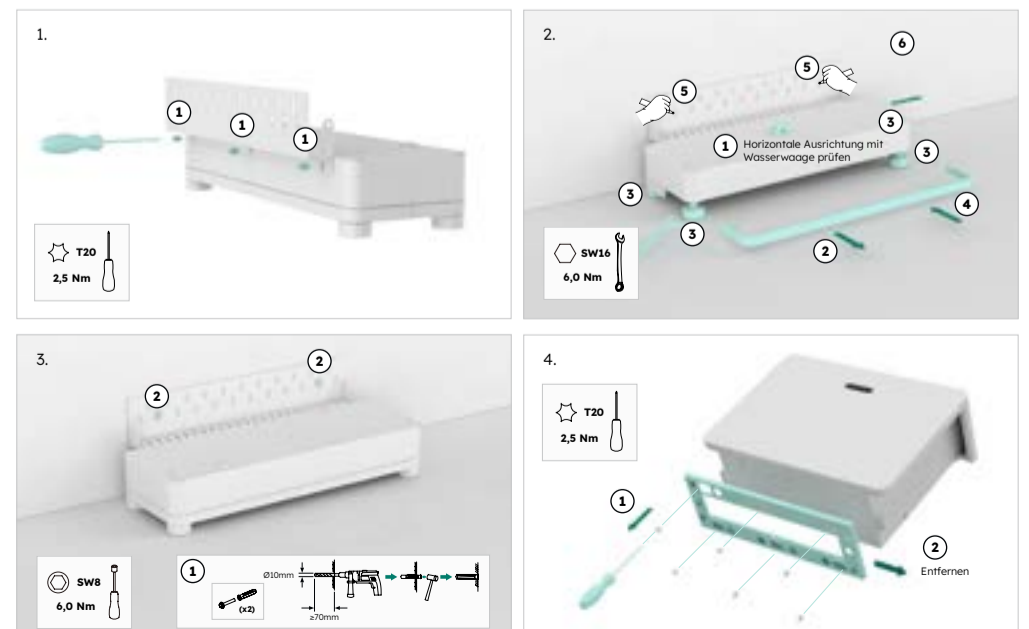 1.
1
1
1
T20
2,5 Nm
2.
6
5
5
3
1
Horizontale Ausrichtung mit
Wasserwaage prüfen
3
3
4
3
2
SW16
6,0 Nm
3.
2
2
SW8
6,0 Nm
1
(x2)
Ø10mm
≥70mm
4.
T20
2,5 Nm
1
2
Entfernen